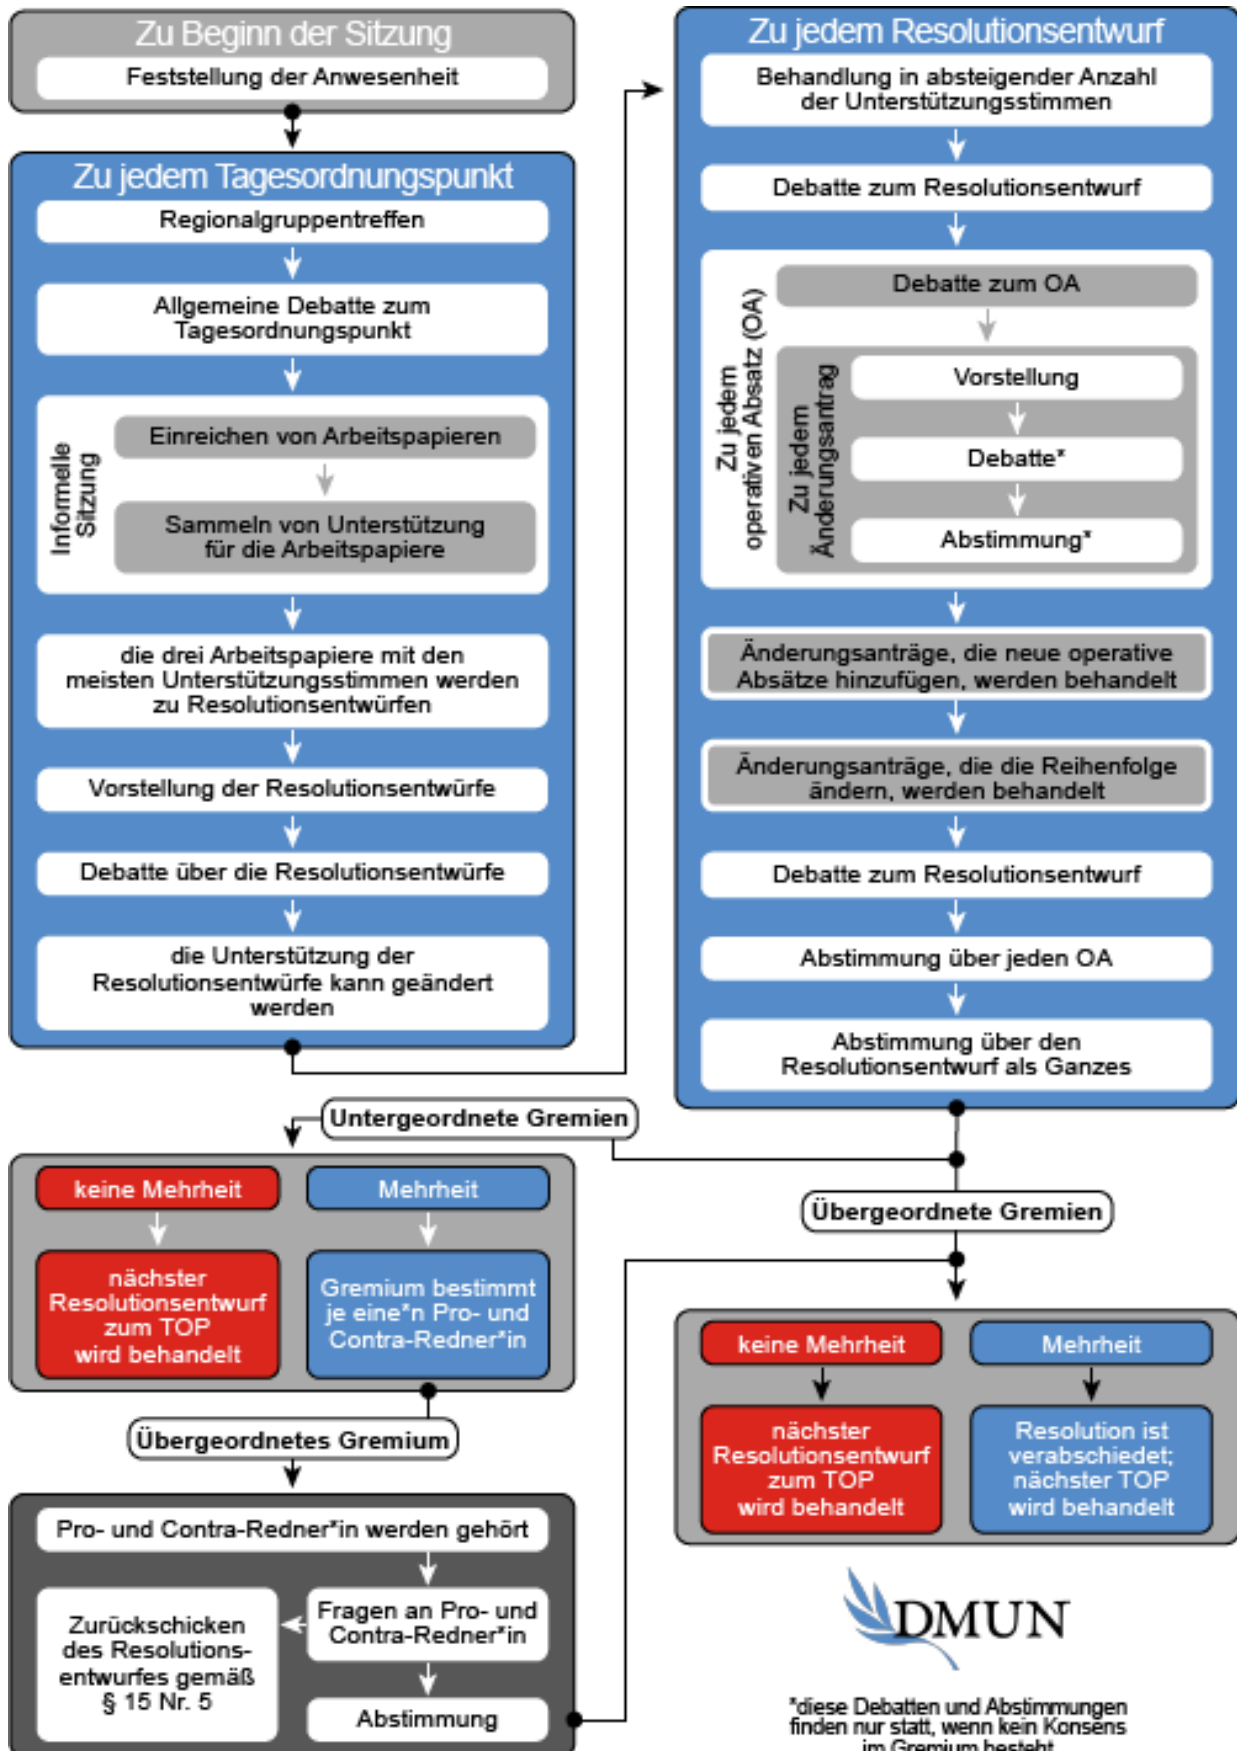 Zu Beginn der Sitzung
Feststellung der Anwesenheit
Zu jedem Tagesordnungspunkt
Regionalgruppentreffen
Allgemeine Debatte zum
Tagesordnungspunkt
Informelle
Sitzung
Einreichen von Arbeitspapieren
Sammeln von Unterstützung
für die Arbeitspapiere
die drei Arbeitspapiere mit den
meisten Unterstützungsstimmen werden
zu Resolutionsentwürfen
Vorstellung der Resolutionsentwürfe
Debatte über die Resolutionsentwürfe
die Unterstützung der
Resolutionsentwürfe kann geändert
werden
Zu jedem Resolutionsentwurf
Behandlung in absteigender Anzahl
der Unterstützungsstimmen
Debatte zum Resolutionsentwurf
Zu jedem
operativen Absatz (OA)
Debatte zum OA
Zu jedem
Änderungsantrag
Vorstellung
Debatte*
Abstimmung*
Änderungsanträge, die neue operative
Absätze hinzufügen, werden behandelt
Änderungsanträge, die die Reihenfolge
ändern, werden behandelt
Debatte zum Resolutionsentwurf
Abstimmung über jeden OA
Abstimmung über den
Resolutionsentwurf als Ganzes
Untergeordnete Gremien
keine Mehrheit
Mehrheit
nächster
Resolutionsentwurf
zum TOP
wird behandelt
Gremium bestimmt
je eine*n Pro- und
Contra-Redner*in
Übergeordnetes Gremium
Pro- und Contra-Redner*in werden gehört
Fragen an Pro- und
Contra-Redner*in
Zurückschicken
des Resolutions-
entwurfes gemäß
§ 15 Nr. 5
Abstimmung
Übergeordnete Gremien
keine Mehrheit
Mehrheit
nächster
Resolutionsentwurf
zum TOP
wird behandelt
Resolution ist
verabschiedet;
nächster TOP
wird behandelt
DMUN
*diese Debatten und Abstimmungen
finden nur statt, wenn kein Konsens
im Gremium besteht